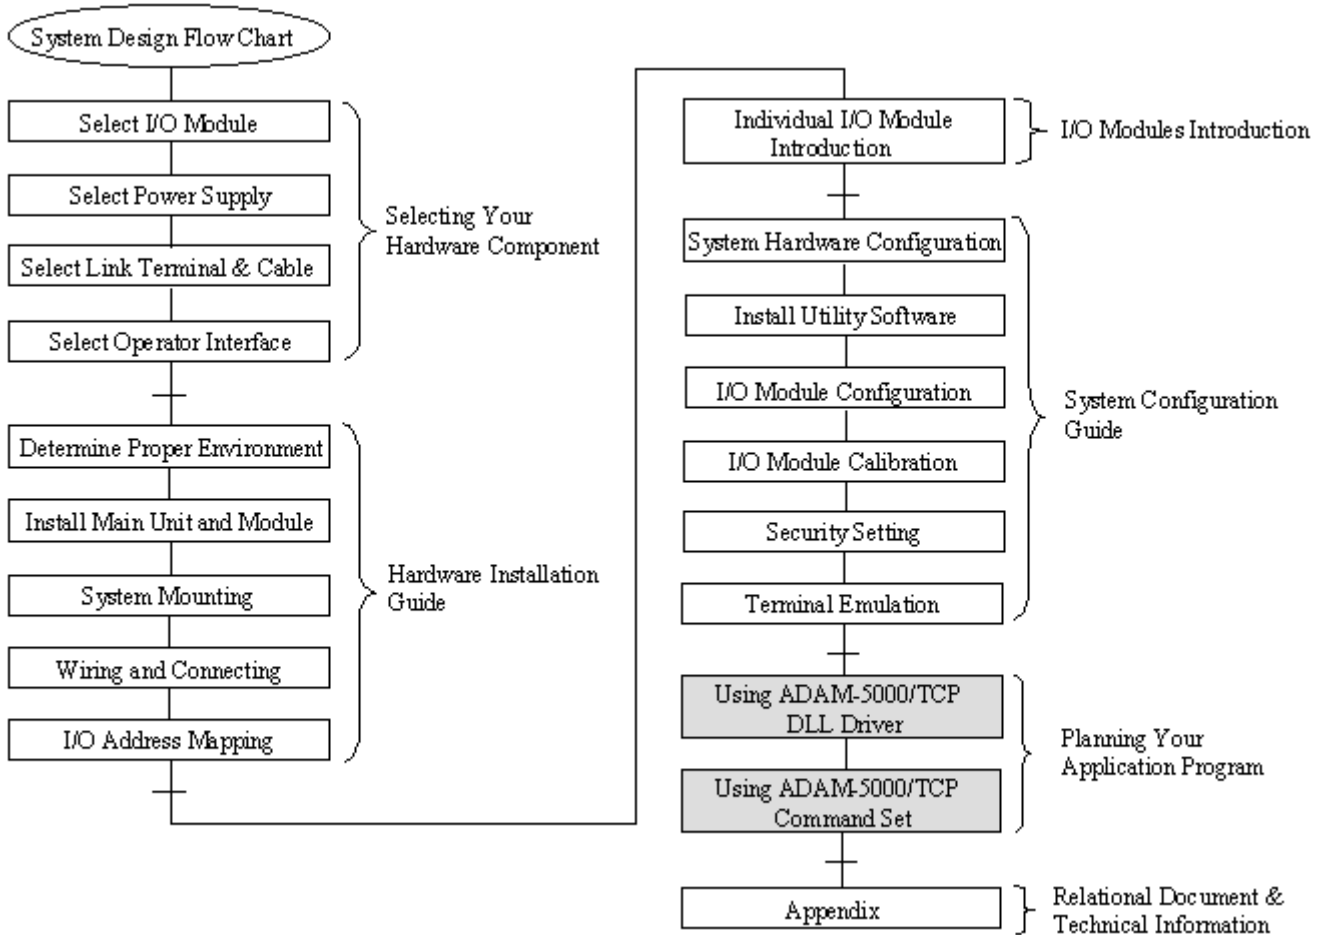 System Design Flow Chart
Select I/O Module
Select Power Supply
Select Link Terminal & Cable
Select Operator Interface
Selecting Your
Hardware Component
Determine Proper Environment
Install Main Unit and Module
System Mounting
Wiring and Connecting
I/O Address Mapping
Hardware Installation
Guide
Individual I/O Module
Introduction
I/O Modules Introduction
System Hardware Configuration
Install Utility Software
I/O Module Configuration
I/O Module Calibration
Security Setting
Terminal Emulation
System Configuration
Guide
Using ADAM-5000/TCP
DLL Driver
Using ADAM-5000/TCP
Command Set
Planning Your
Application Program
Appendix
Relational Document &
Technical Information